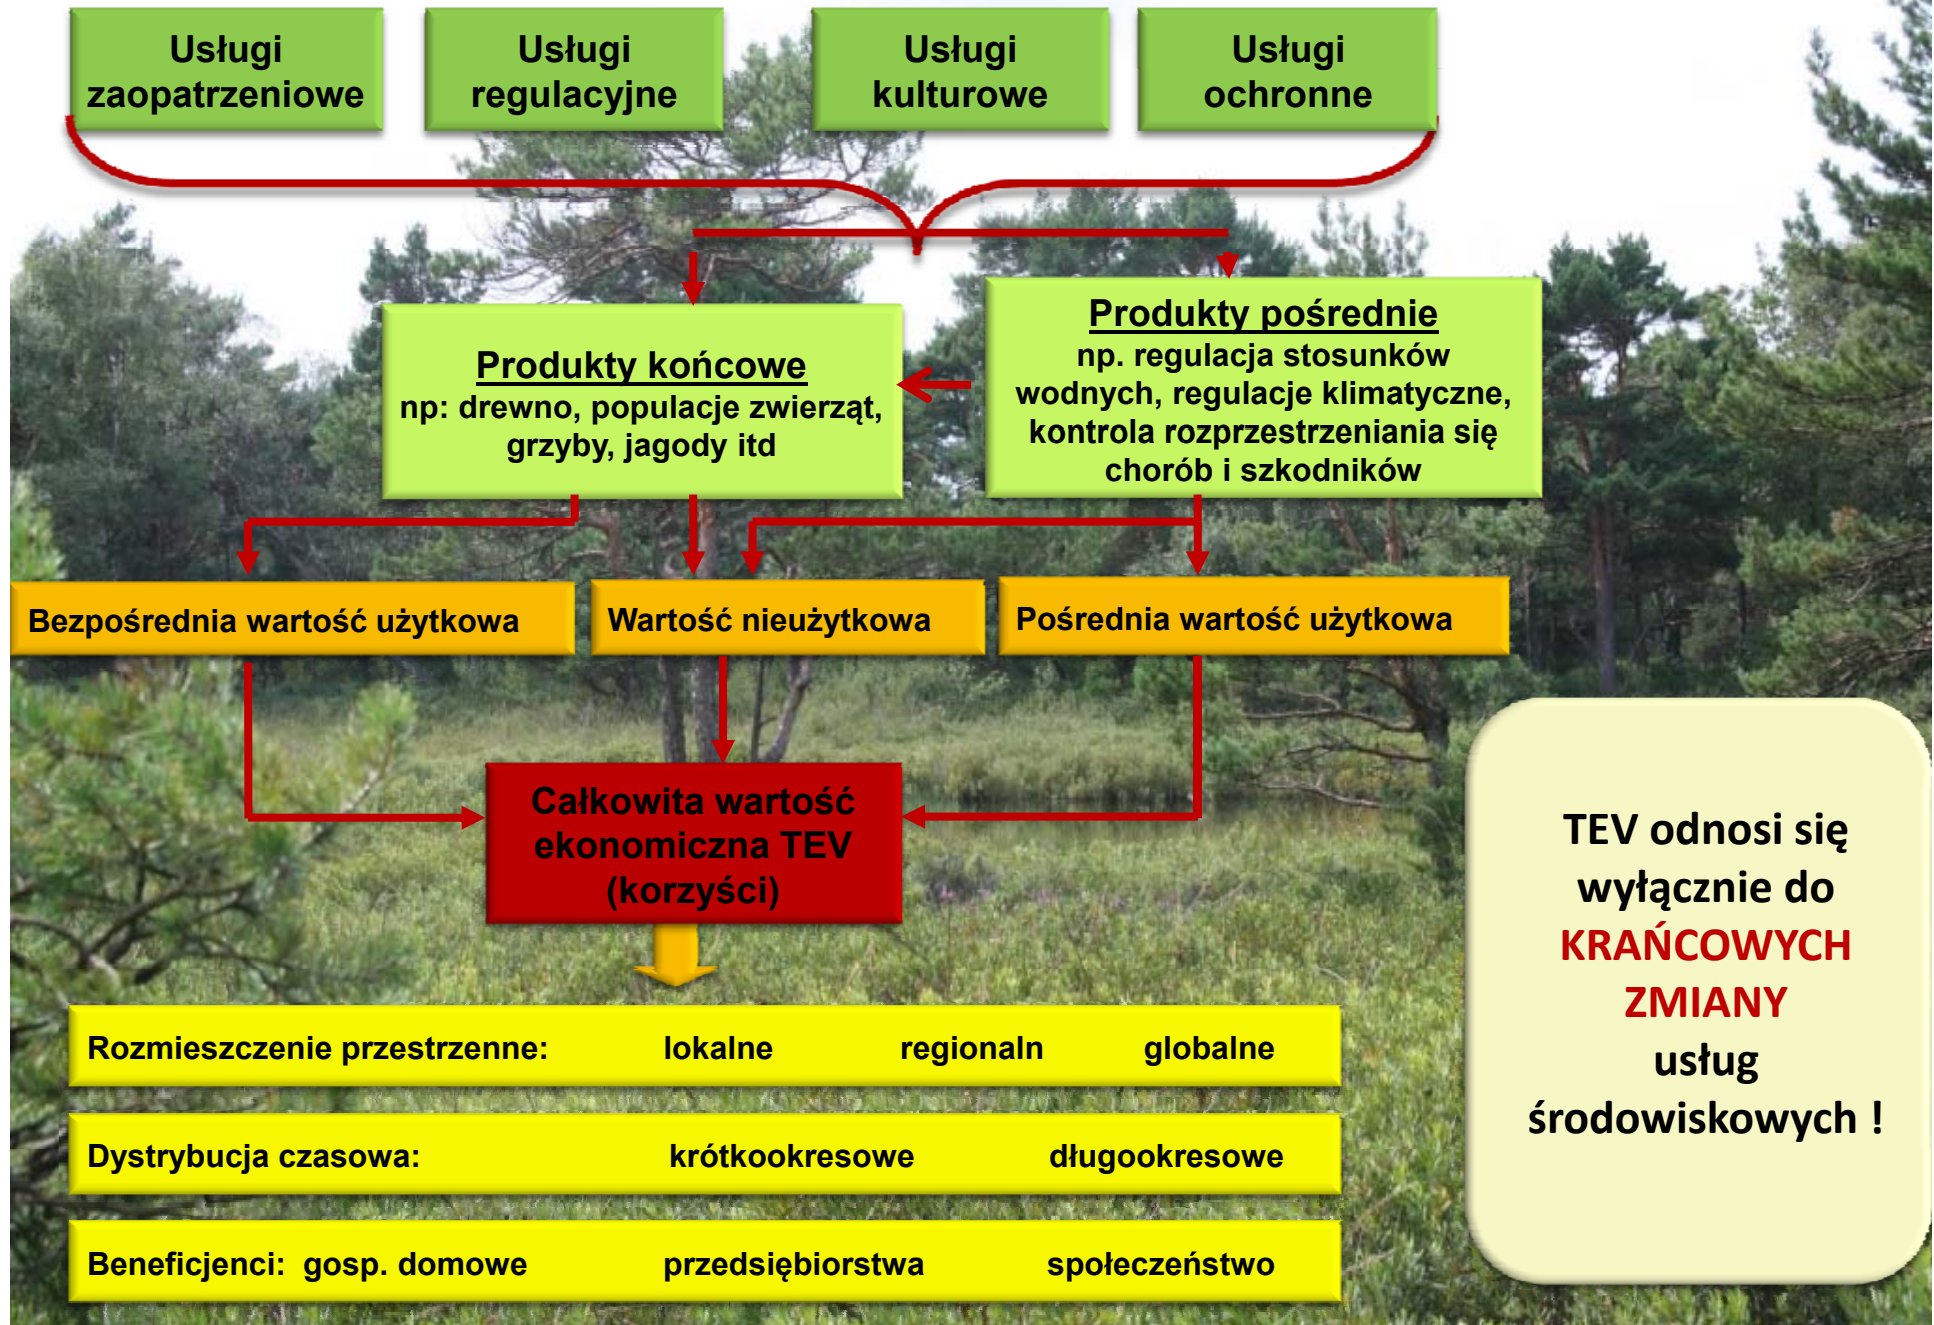 Usługi
zaopatrzeniowe
Usługi
regulacyjne
Usługi
kulturowe
Usługi
ochronne
Produkty końcowe
np: drewno, populacje zwierząt,
grzyby, jagody itd
Produkty pośrednie
np. regulacja stosunków
wodnych, regulacje klimatyczne,
kontrola rozprzestrzeniania się
chorób i szkodników
Bezpośrednia wartość użytkowa
Wartość nieużytkowa
Pośrednia wartość użytkowa
Całkowita wartość
ekonomiczna TEV
(korzyści)
TEV odnosi się
wyłącznie do
KRAŃCOWYCH
ZMIANY
usług
środowiskowych !
Rozmieszczenie przestrzenne: lokalne regionaln globalne
Dystrybucja czasowa: krótkookresowe długookresowe
Beneficjenci: gosp. domowe przedsiębiorstwa społeczeństwo